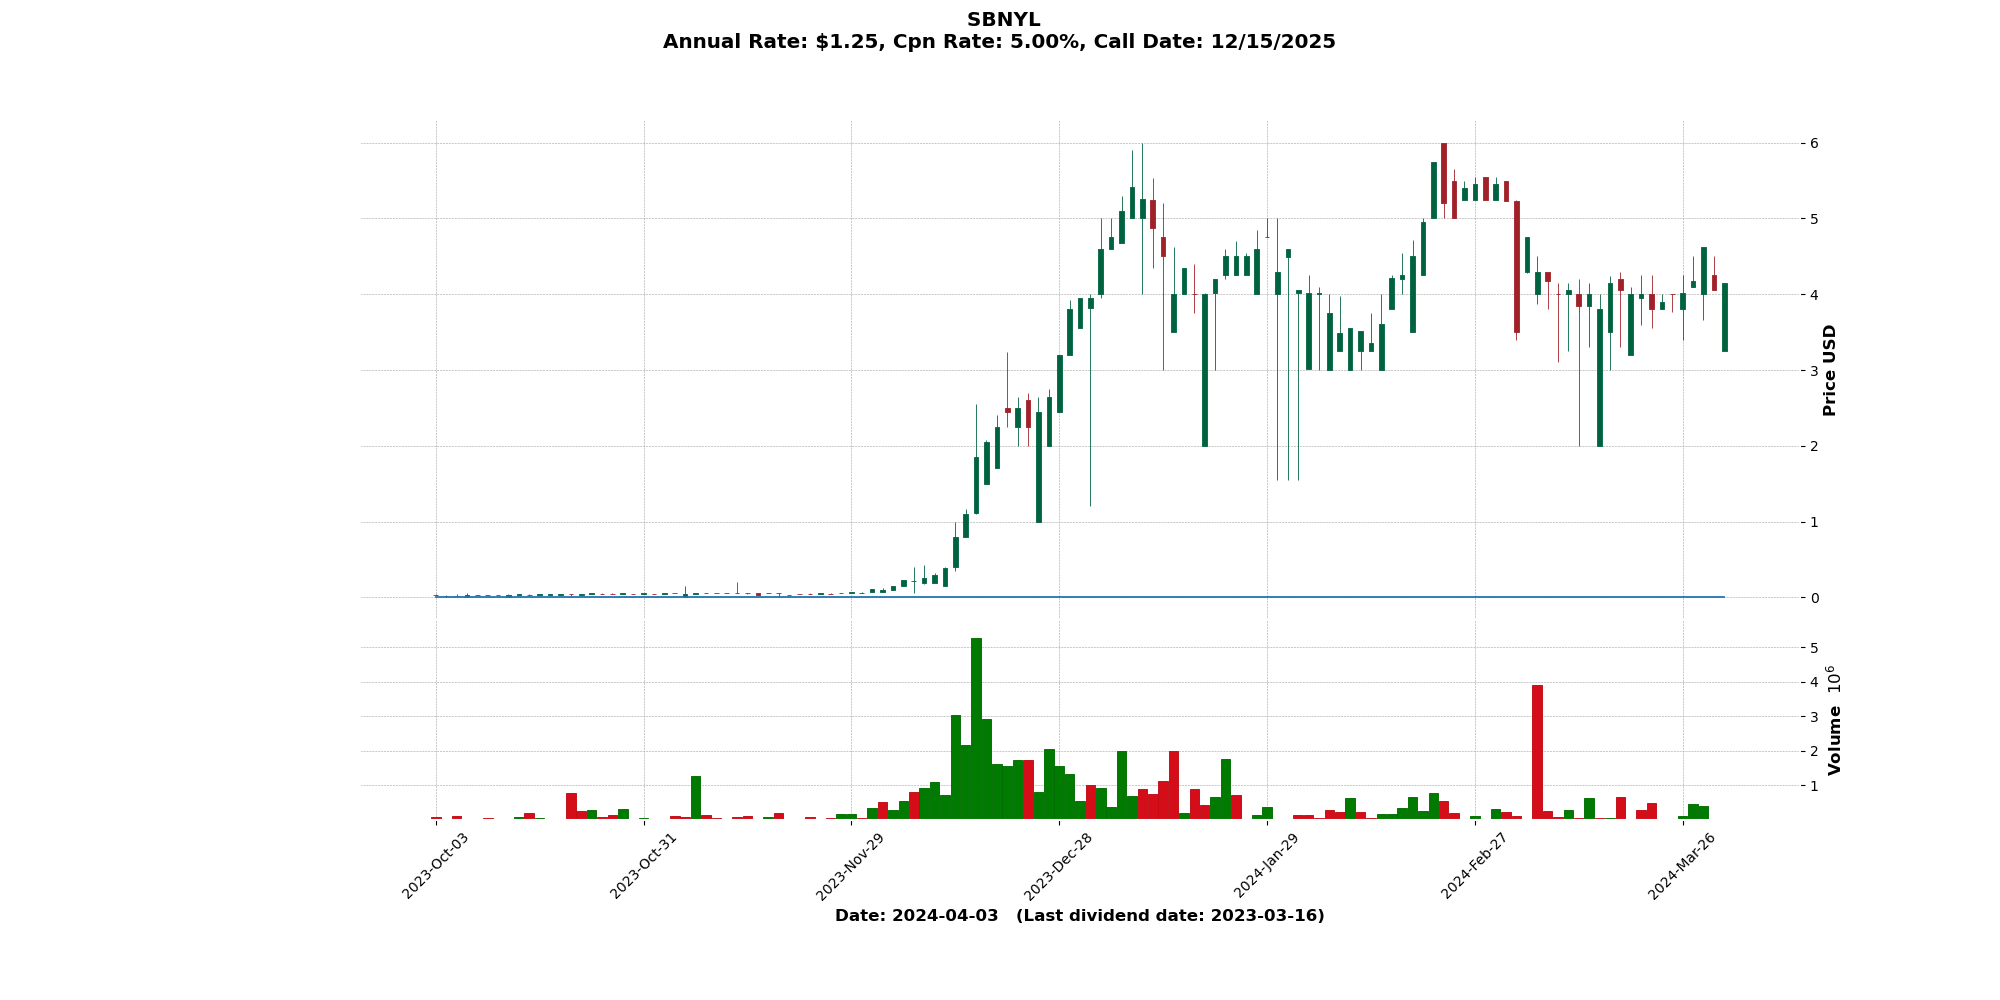 SBNYL
Annual Rate: $1.25, Cpn Rate: 5.00%, Call Date: 12/15/2025
6
5
4
3
2
1
0
Price USD
5
4
3
2
1
Volume 10⁶
2023-Oct-03
2023-Oct-31
2023-Nov-29
2023-Dec-28
2024-Jan-29
2024-Feb-27
2024-Mar-26
Date: 2024-04-03 (Last dividend date: 2023-03-16)